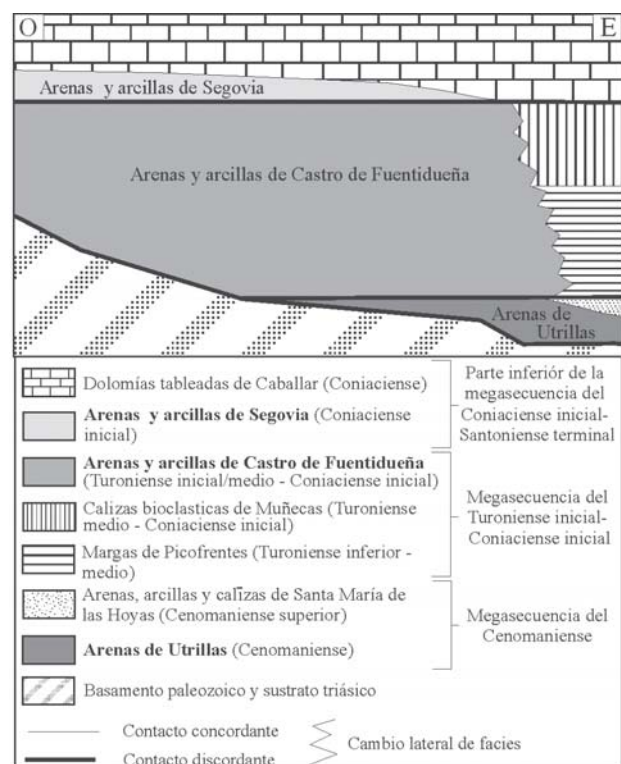 O
E
Arenas y arcillas de Segovia
Arenas y arcillas de Castro de Fuentidueña
Arenas de
Utrillas
Dolomías tableadas de Caballar (Coniaciense)
Arenas y arcillas de Segovia (Coniaciense
inicial)
Parte inferiór de la
megasecuencia del
Coniaciense inicial-
Santoniense terminal
Arenas y arcillas de Castro de Fuentidueña
(Turoniense inicial/medio - Coniaciense inicial)
Calizas bioclasticas de Muñecas (Turoniense
medio - Coniaciense inicial)
Margas de Picofrentes (Turoniense inferior -
medio)
Megasecuencia del
Turoniense inicial-
Coniaciense inicial
Arenas, arcillas y calizas de Santa María de
las Hoyas (Cenomaniense superior)
Arenas de Utrillas (Cenomaniense)
Megasecuencia del
Cenomaniense
Basamento paleozoico y sustrato triásico
Contacto concordante
Contacto discordante
Cambio lateral de facies